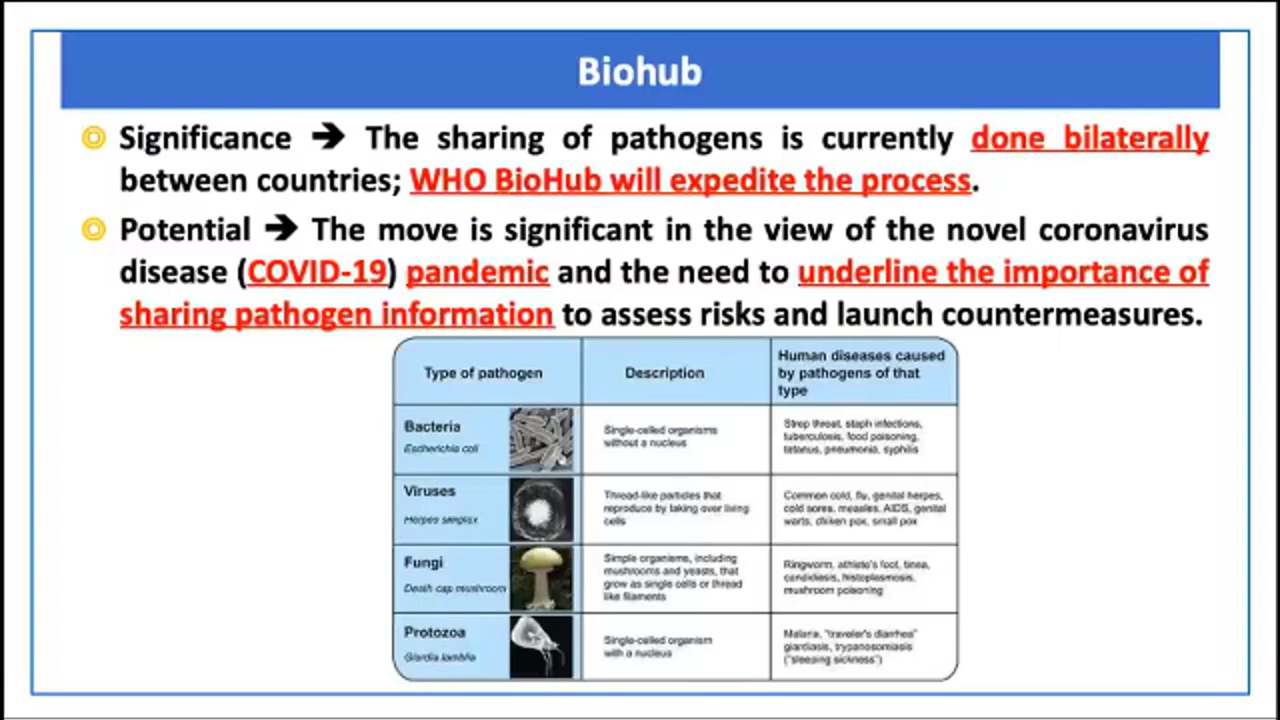 Biohub
Significance ➔ The sharing of pathogens is currently done bilaterally
between countries; WHO BioHub will expedite the process.
Potential ➔ The move is significant in the view of the novel coronavirus
disease (COVID-19) pandemic and the need to underline the importance of
sharing pathogen information to assess risks and launch countermeasures.
Type of pathogen
Description
Human diseases caused
by pathogens of that
type
Bacteria
Escherichia coli
Single-celled organisms
without a nucleus
Strep throat, staph infections,
tuberculosis, food poisoning,
tetanus, pneumonia, syphilis
Viruses
Herpes simplex
Thread-like particles that
reproduce by taking over living
cells
Common cold, flu, genital herpes,
cold sores, measles, AIDS, genital
warts, chiken pox, small pox
Fungi
Death cap mushroom
Simple organisms, including
mushrooms and yeasts, that
grow as single cells or thread
like filaments
Ringworm, athlete's foot, tinea,
candidiasis, histoplasmosis,
mushroom poisoning
Protozoa
Giardia lamblia
Single-celled organism
with a nucleus
Malaria, "traveler's diarrhea"
giardiasis, trypanosomiasis
("sleeping sickness")